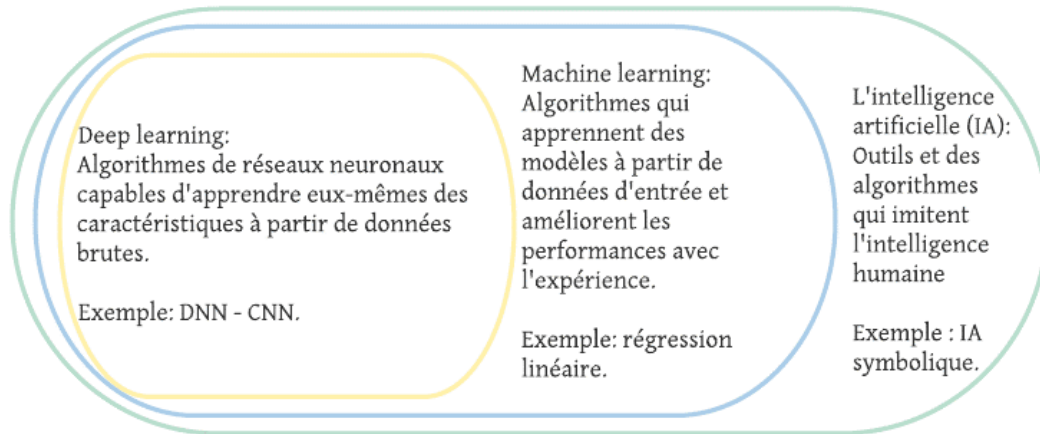 Deep learning:
Algorithmes de réseaux neuronaux
capables d'apprendre eux-mêmes des
caractéristiques à partir de données
brutes.
Exemple: DNN - CNN.
Machine learning:
Algorithmes qui
apprennent des
modèles à partir de
données d'entrée et
améliorent les
performances avec
l'expérience.
Exemple: régression
linéaire.
L'intelligence
artificielle (IA):
Outils et des
algorithmes
qui imitent
l'intelligence
humaine
Exemple : IA
symbolique.